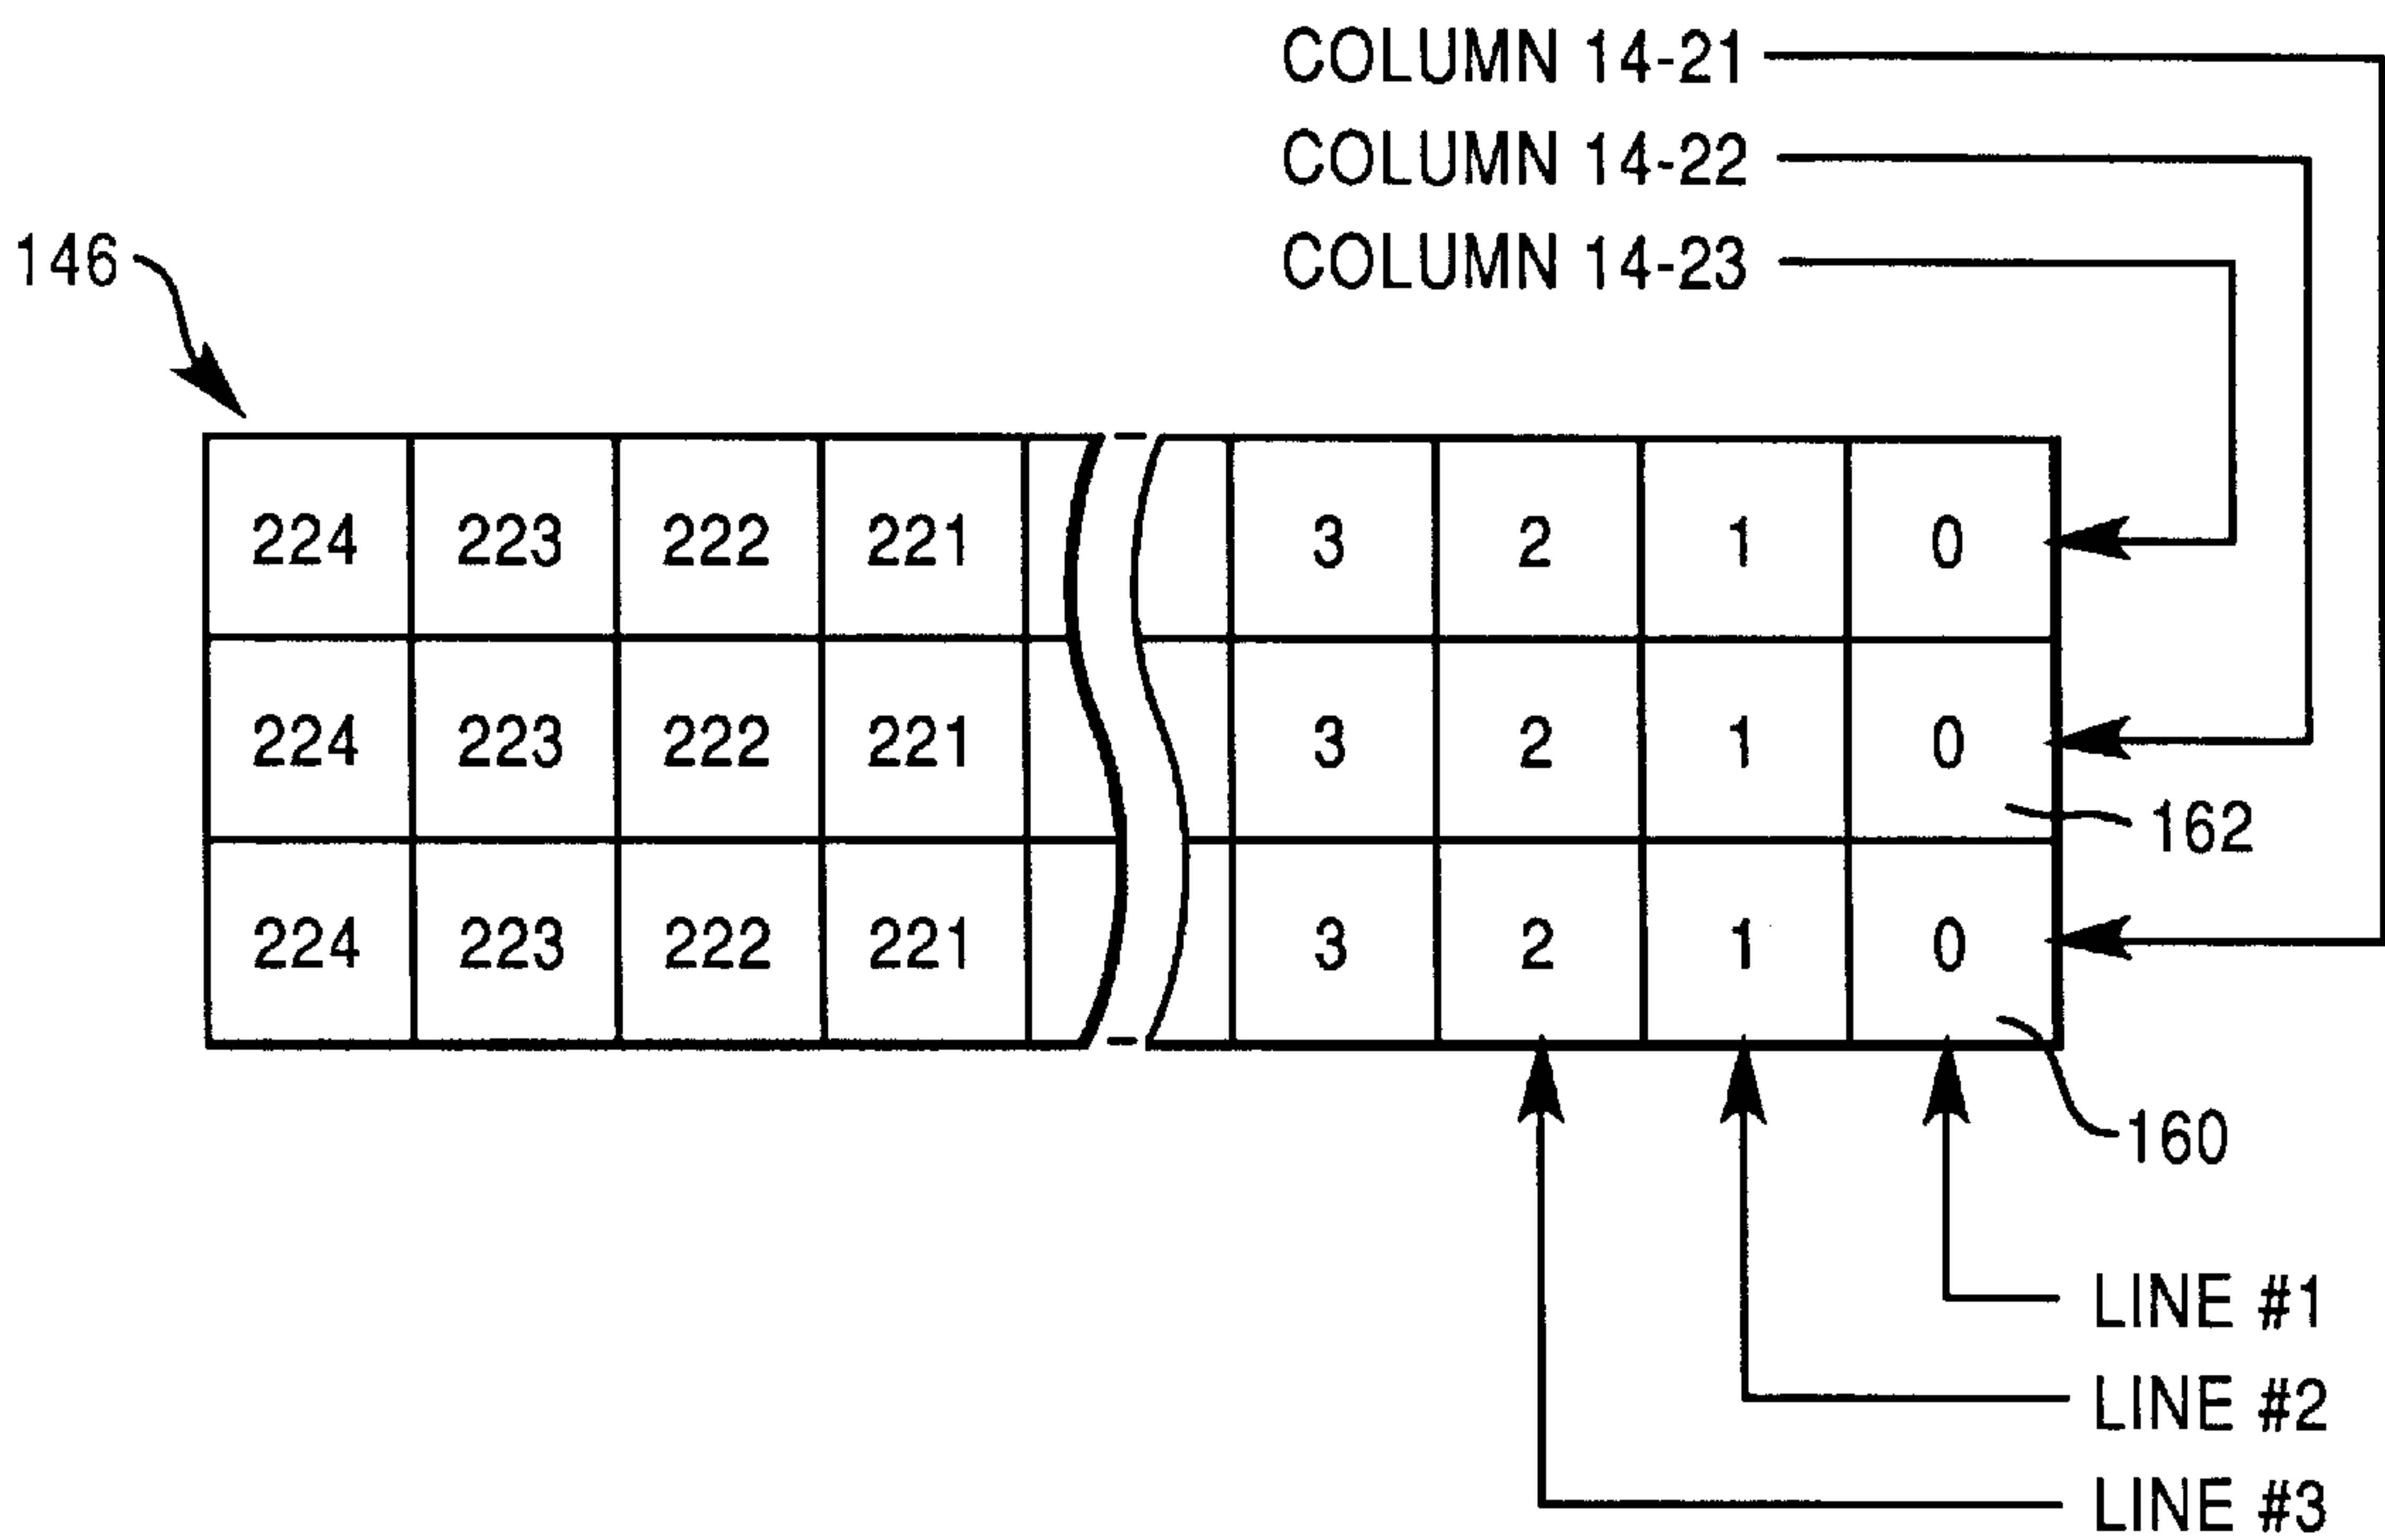 COLUMN 14-21
COLUMN 14-22
COLUMN 14-23
146
224 223 222 221 3 2 1 0
224 223 222 221 3 2 1 0
162
224 223 222 221 3 2 1 0
160
LINE #1
LINE #2
LINE #3